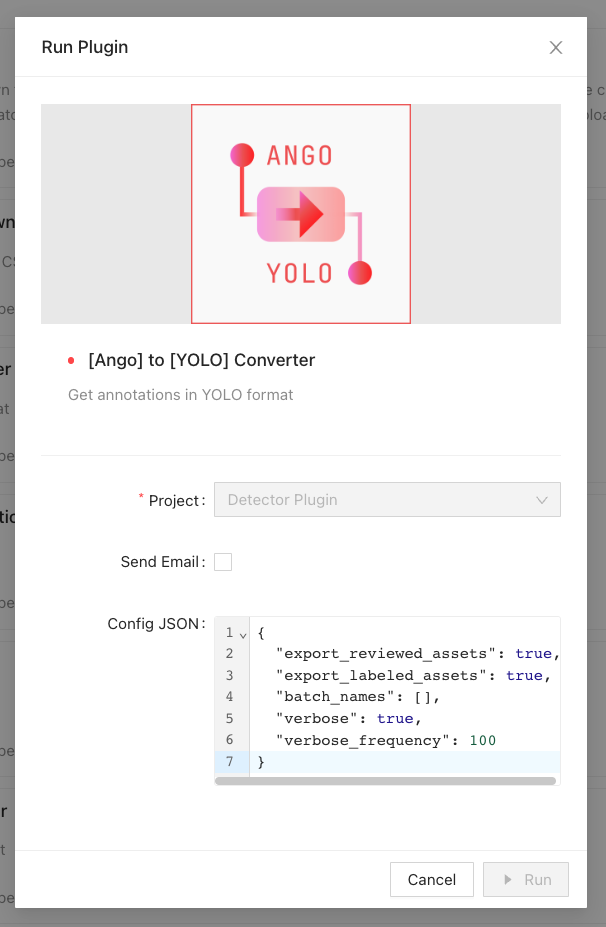 Run Plugin
ANGO
YOLO
[Ango] to [YOLO] Converter
Get annotations in YOLO format
* Project:
Detector Plugin
Send Email:
Config JSON:
1 {
2 "export_reviewed_assets": true,
3 "export_labeled_assets": true,
4 "batch_names": [],
5 "verbose": true,
6 "verbose_frequency": 100
7 }
Cancel
Run